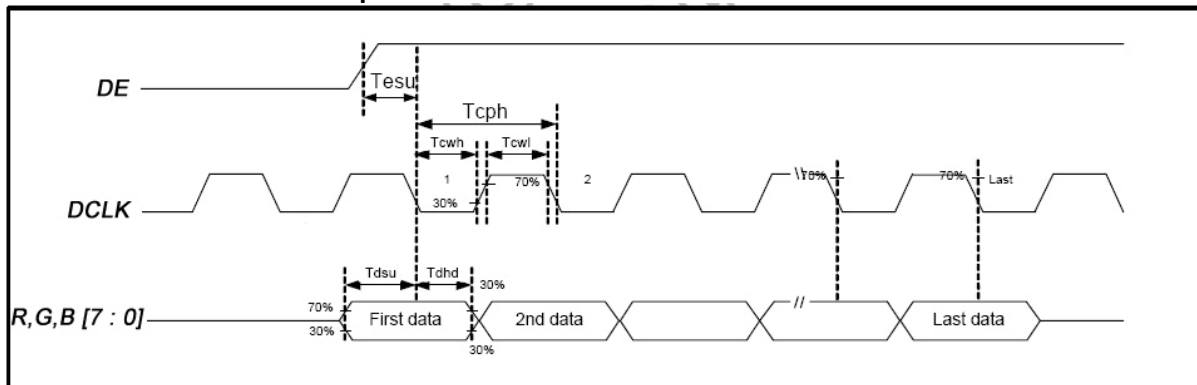 DE
Tesu
Tcph
Tcwh Tcwl
1 70% 2 70% 70% Last
30%
DCLK
Tdsu Tdhd 30%
70%
R,G,B [7 : 0] First data 2nd data // Last data
30%
30%